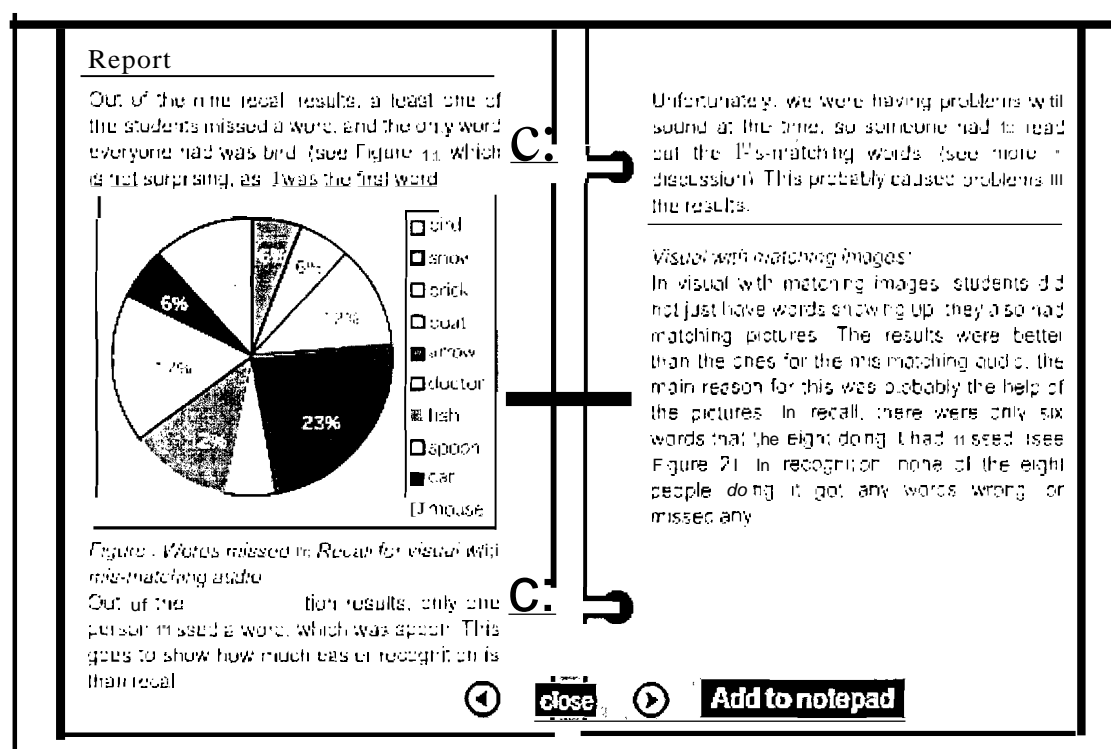 Report
Out of the nine recall results, a least one of
the students missed a word, and the only word
everyone had was bird (see Figure 1), which
is not surprising, as I was the first word
6%
6%
12%
23%
6%
bird
snow
brick
boat
arrow
doctor
fish
spoon
car
mouse
Figure 1 Words missed in Recall for visual with
mis-matching audio
Out of the tion results, only one
person missed a word, which was spoon. This
goes to show how much easier recognition is
than recall
Unfortunately, we were having problems with
sound at the time, so someone had to read
out the mis-matching words (see more in
discussion). This probably caused problems in
the results.
Visual with matching images:
In visual with matching images, students did
not just have words showing up, they also had
matching pictures. The results were better
than the ones for the mis matching audio, the
main reason for this was probably the help of
the pictures. In recall, there were only six
words that the eight doing it had missed (see
Figure 2). In recognition none of the eight
people doing it got any words wrong or
missed any
close
Add to notepad